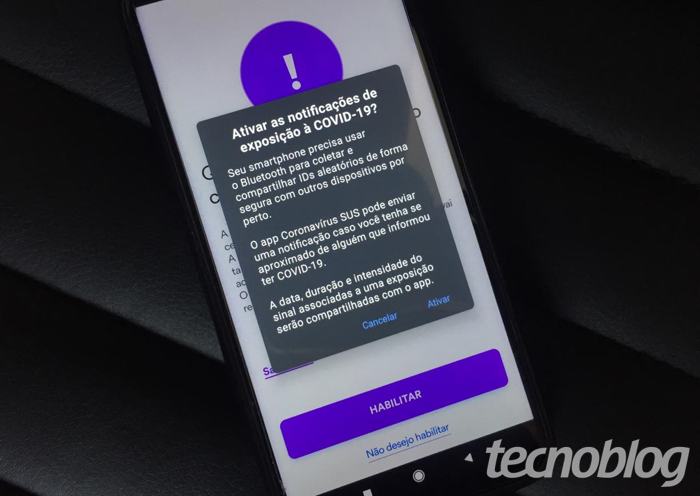 !
Ativar as notificações de
exposição à COVID-19?
Seu smartphone precisa usar
o Bluetooth para coletar e
compartilhar IDs aleatórios de forma
segura com outros dispositivos por
perto.
O app Coronavírus SUS pode enviar
uma notificação caso você tenha se
aproximado de alguém que informou
ter COVID-19.
A data, duração e intensidade do
sinal associadas a uma exposição
serão compartilhadas com o app.
Cancelar Ativar
HABILITAR
Não desejo habilitar
tecnoblog